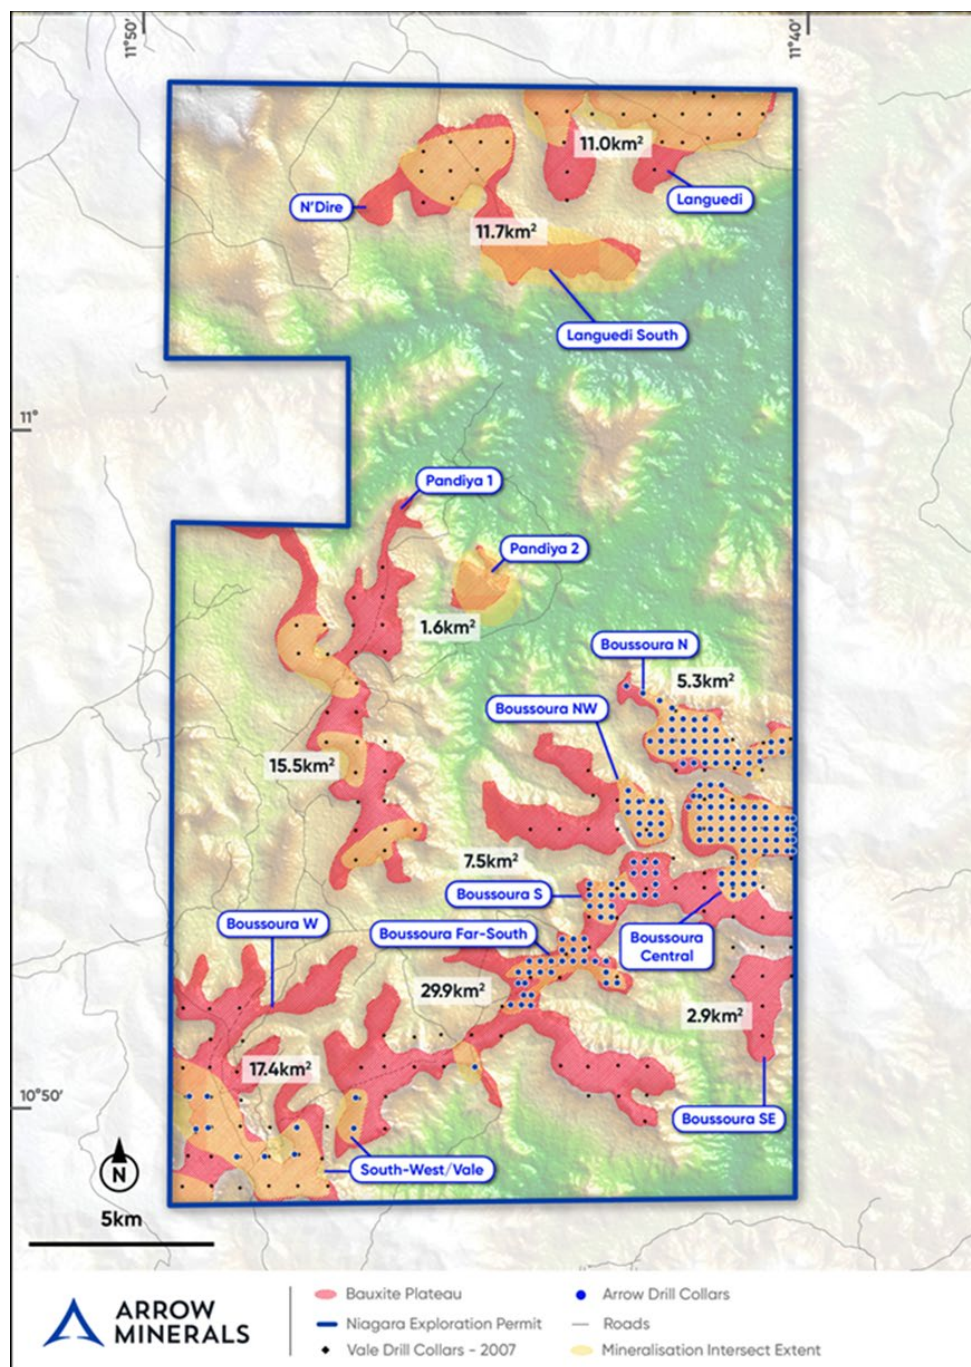 11°50'
11°40'
11.0km²
N'Dire
Languedi
11.7km²
Languedi South
11°
Pandiya 1
Pandiya 2
1.6km²
Boussoura N
5.3km²
Boussoura NW
15.5km²
7.5km²
Boussoura S
Boussoura W
Boussoura Far-South
Boussoura
Central
29.9km²
2.9km²
17.4km²
10°50'
Boussoura SE
N
South-West/Vale
5km
ARROW
MINERALS
Bauxite Plateau
Niagara Exploration Permit
Vale Drill Collars - 2007
Arrow Drill Collars
Roads
Mineralisation Intersect Extent